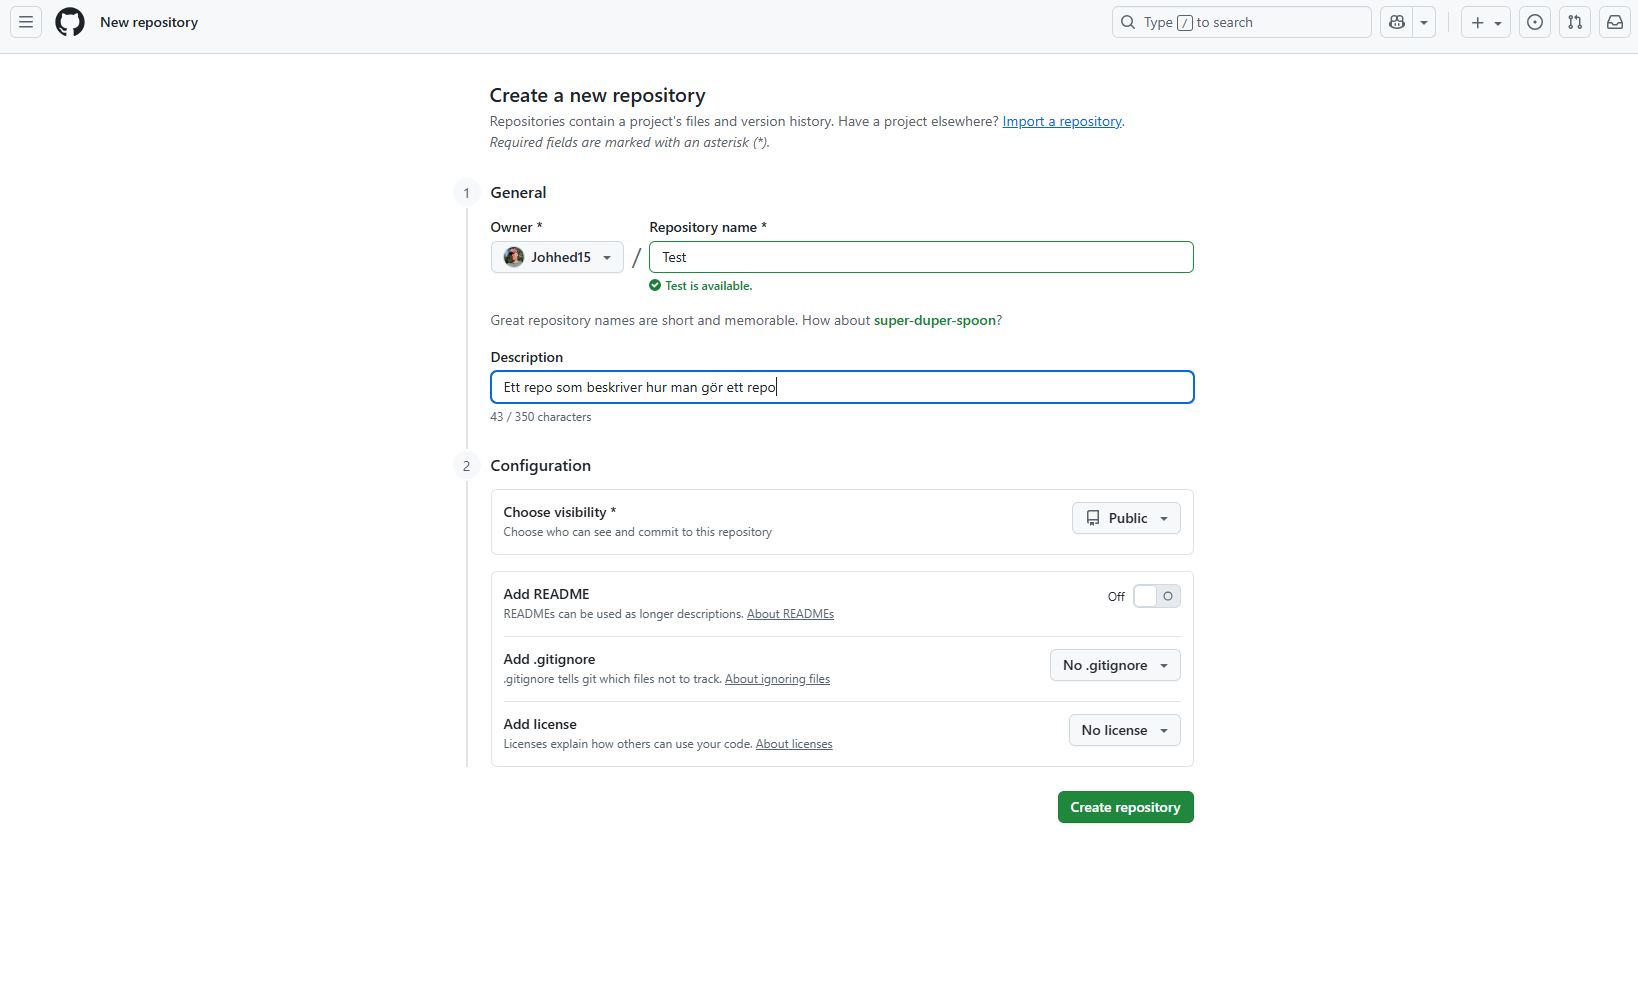 New repository
Type / to search
Create a new repository
Repositories contain a project's files and version history. Have a project elsewhere? Import a repository.
Required fields are marked with an asterisk (*).
1 General
Owner * Repository name *
Johhed15 / Test
Test is available.
Great repository names are short and memorable. How about super-duper-spoon?
Description
Ett repo som beskriver hur man gör ett repo
43 / 350 characters
2 Configuration
Choose visibility * Public
Choose who can see and commit to this repository
Add README Off
READMEs can be used as longer descriptions. About READMEs
Add .gitignore No .gitignore
.gitignore tells git which files not to track. About ignoring files
Add license No license
Licenses explain how others can use your code. About licenses
Create repository